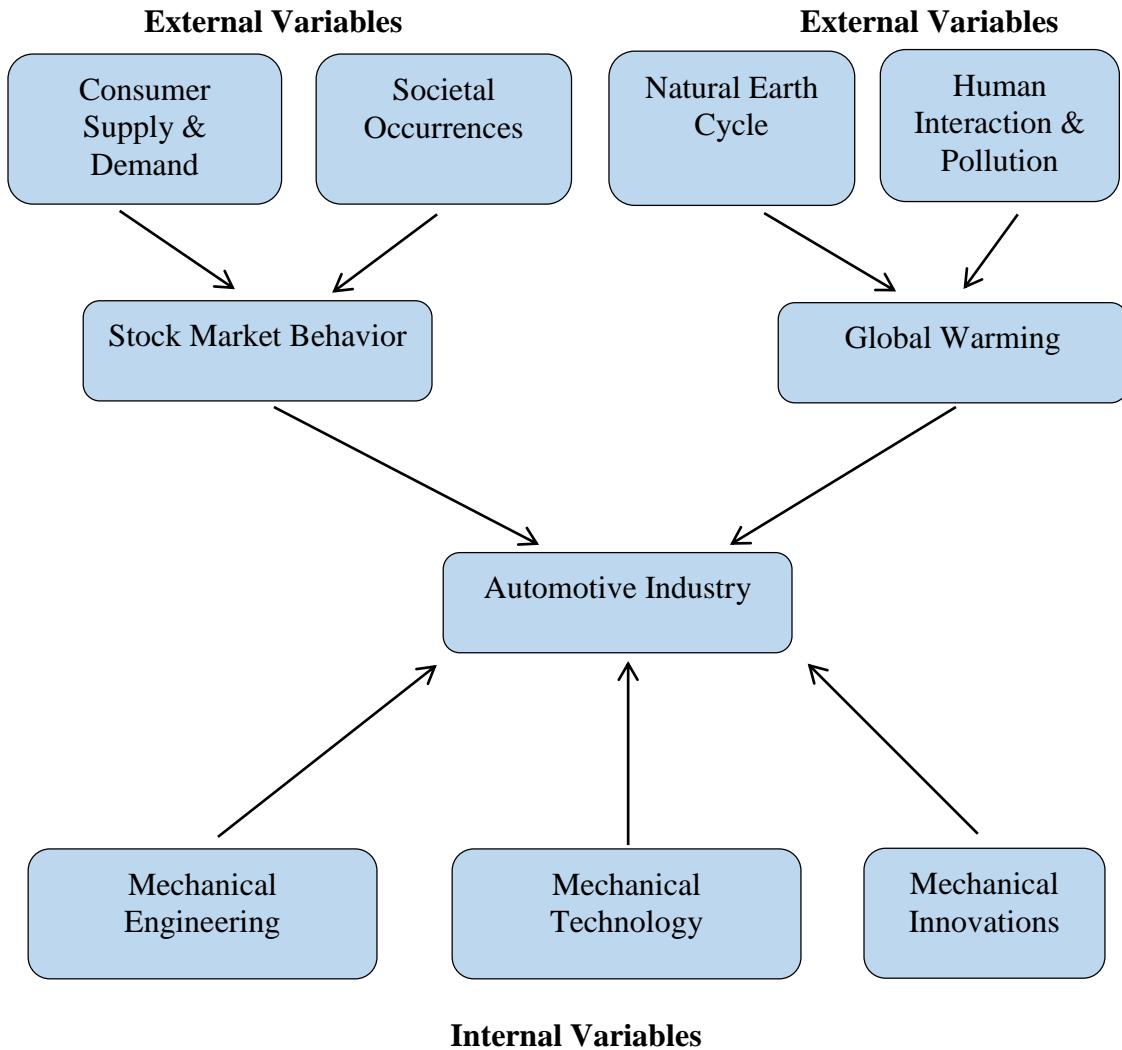 External Variables
External Variables
Consumer
Supply &
Demand
Societal
Occurrences
Natural Earth
Cycle
Human
Interaction &
Pollution
Stock Market Behavior
Global Warming
Automotive Industry
Mechanical
Engineering
Mechanical
Technology
Mechanical
Innovations
Internal Variables